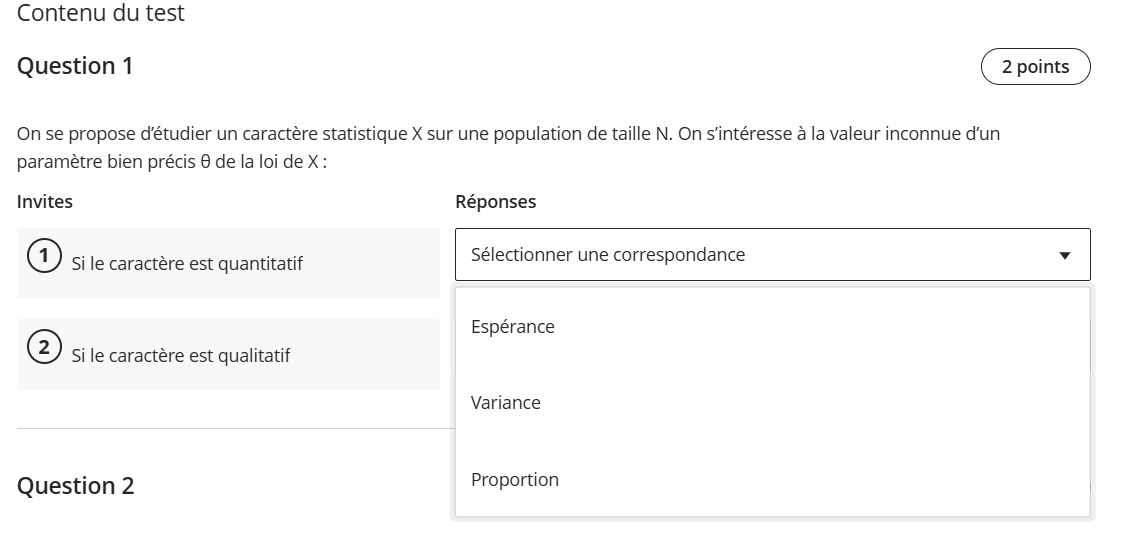 Contenu du test
Question 1
2 points
On se propose d’étudier un caractère statistique X sur une population de taille N. On s’intéresse à la valeur inconnue d’un
paramètre bien précis θ de la loi de X :
Invites
Réponses
1
Si le caractère est quantitatif
Sélectionner une correspondance
2
Si le caractère est qualitatif
Espérance
Variance
Proportion
Question 2